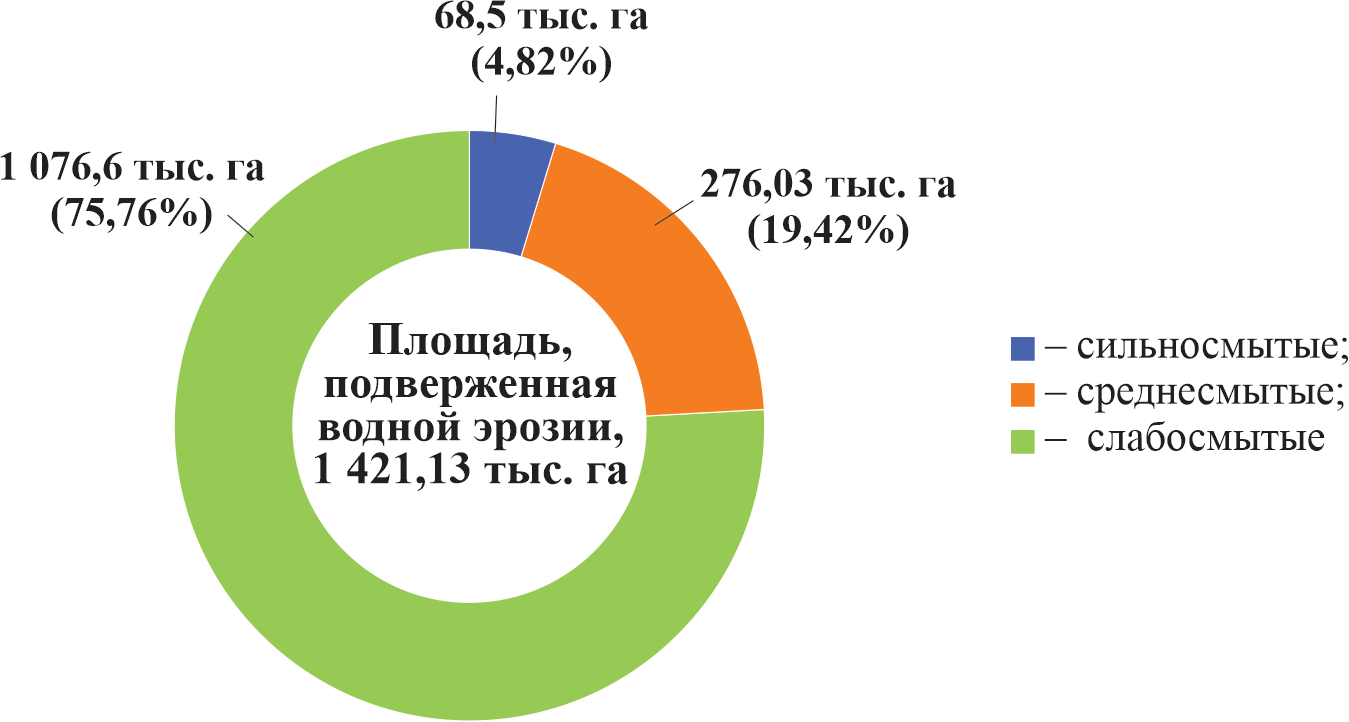 68,5 тыс. га
(4,82%)
1 076,6 тыс. га
(75,76%)
276,03 тыс. га
(19,42%)
Площадь,
подверженная
водной эрозии,
1 421,13 тыс. га
– сильносмытые;
– среднесмытые;
– слабосмытые